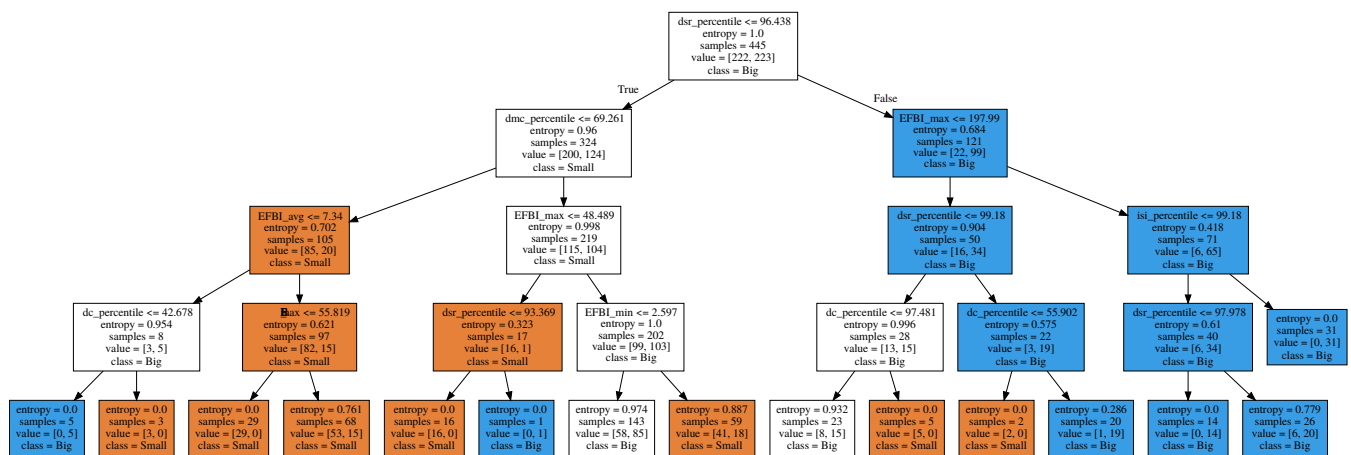 dsr_percentile <= 96.438
entropy = 1.0
samples = 445
value = [222, 223]
class = Big
True
False
dmc_percentile <= 69.261
entropy = 0.96
samples = 324
value = [200, 124]
class = Small
EFBI_max <= 197.99
entropy = 0.684
samples = 121
value = [22, 99]
class = Big
EFBI_avg <= 7.34
entropy = 0.702
samples = 105
value = [85, 20]
class = Small
EFBI_max <= 48.489
entropy = 0.998
samples = 219
value = [115, 104]
class = Small
dsr_percentile <= 99.18
entropy = 0.904
samples = 50
value = [16, 34]
class = Big
isi_percentile <= 99.18
entropy = 0.418
samples = 71
value = [6, 65]
class = Big
dc_percentile <= 42.678
entropy = 0.954
samples = 8
value = [3, 5]
class = Big
max <= 55.819
entropy = 0.621
samples = 97
value = [82, 15]
class = Small
dsr_percentile <= 93.369
entropy = 0.323
samples = 17
value = [16, 1]
class = Small
EFBI_min <= 2.597
entropy = 1.0
samples = 202
value = [99, 103]
class = Big
dc_percentile <= 97.481
entropy = 0.996
samples = 28
value = [13, 15]
class = Big
dc_percentile <= 55.902
entropy = 0.575
samples = 22
value = [3, 19]
class = Big
dsr_percentile <= 97.978
entropy = 0.61
samples = 40
value = [6, 34]
class = Big
entropy = 0.0
samples = 31
value = [0, 31]
class = Big
entropy = 0.0
samples = 5
value = [0, 5]
class = Big
entropy = 0.0
samples = 3
value = [3, 0]
class = Small
entropy = 0.0
samples = 29
value = [29, 0]
class = Small
entropy = 0.761
samples = 68
value = [53, 15]
class = Small
entropy = 0.0
samples = 16
value = [16, 0]
class = Small
entropy = 0.0
samples = 1
value = [0, 1]
class = Big
entropy = 0.974
samples = 143
value = [58, 85]
class = Big
entropy = 0.887
samples = 59
value = [41, 18]
class = Small
entropy = 0.932
samples = 23
value = [8, 15]
class = Big
entropy = 0.0
samples = 5
value = [5, 0]
class = Small
entropy = 0.0
samples = 2
value = [2, 0]
class = Small
entropy = 0.286
samples = 20
value = [1, 19]
class = Big
entropy = 0.0
samples = 14
value = [0, 14]
class = Big
entropy = 0.779
samples = 26
value = [6, 20]
class = Big